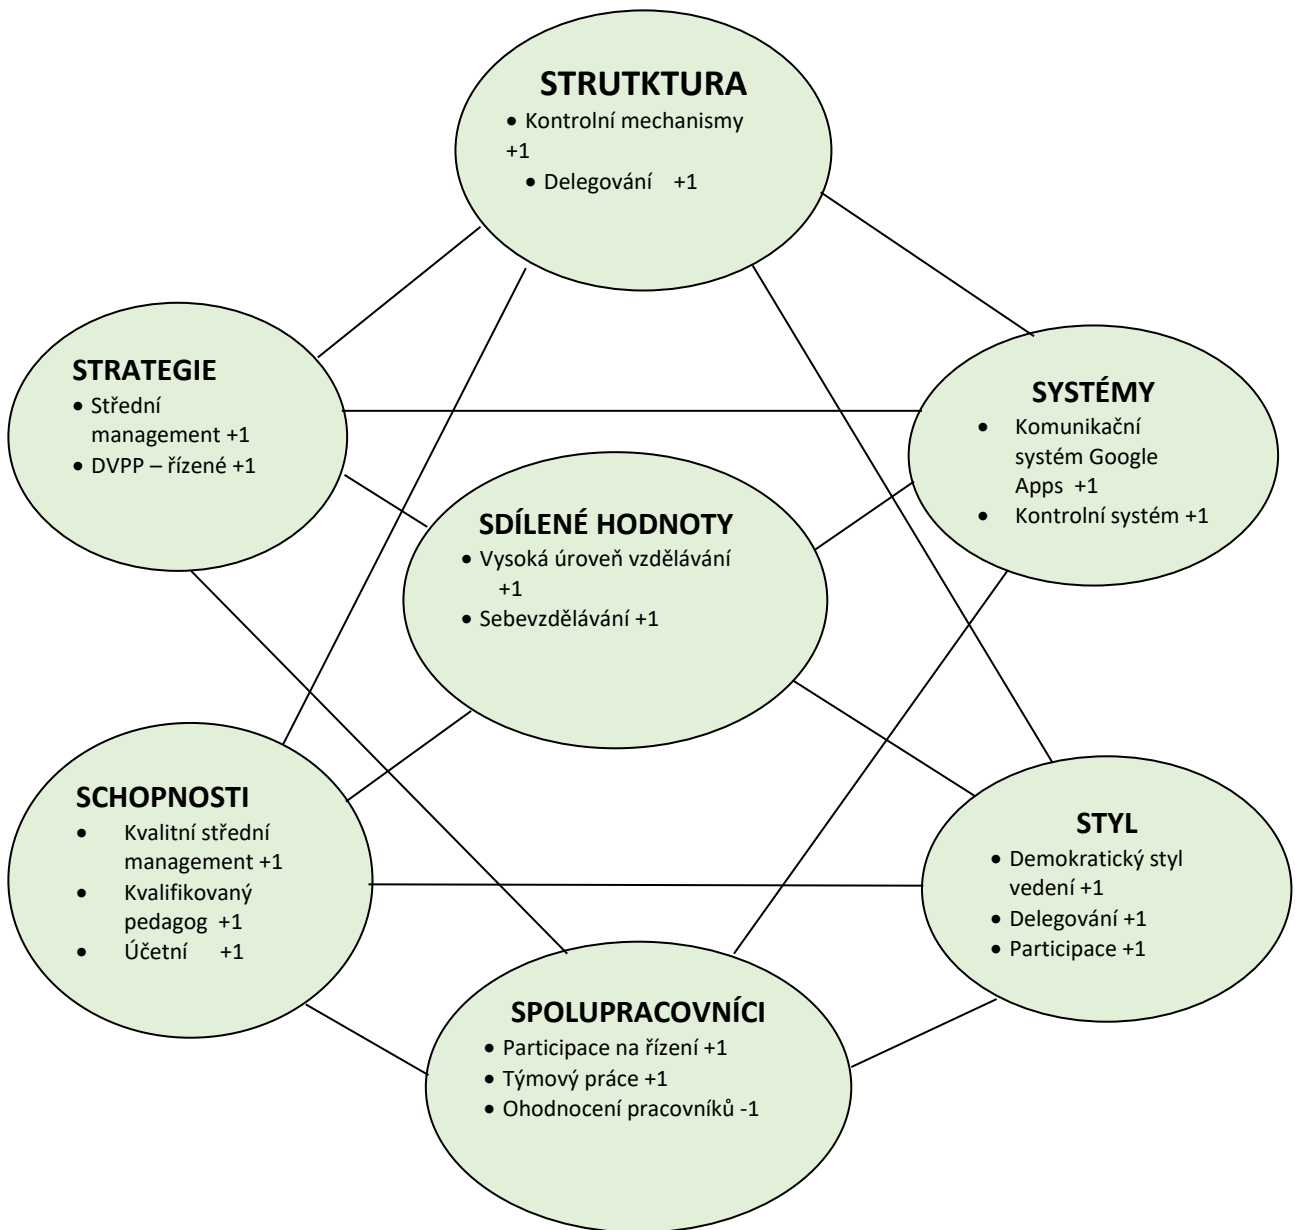 STRUTKTURA
• Kontrolní mechanismy
+1
• Delegování +1
STRATEGIE
• Střední
management +1
• DVPP – řízené +1
SYSTÉMY
• Komunikační
systém Google
Apps +1
• Kontrolní systém +1
SDÍLENÉ HODNOTY
• Vysoká úroveň vzdělávání
+1
• Sebevzdělávání +1
SCHOPNOSTI
• Kvalitní střední
management +1
• Kvalifikovaný
pedagog +1
• Účetní +1
STYL
• Demokratický styl
vedení +1
• Delegování +1
• Participace +1
SPOLUPRACOVNÍCI
• Participace na řízení +1
• Týmový práce +1
• Ohodnocení pracovníků -1